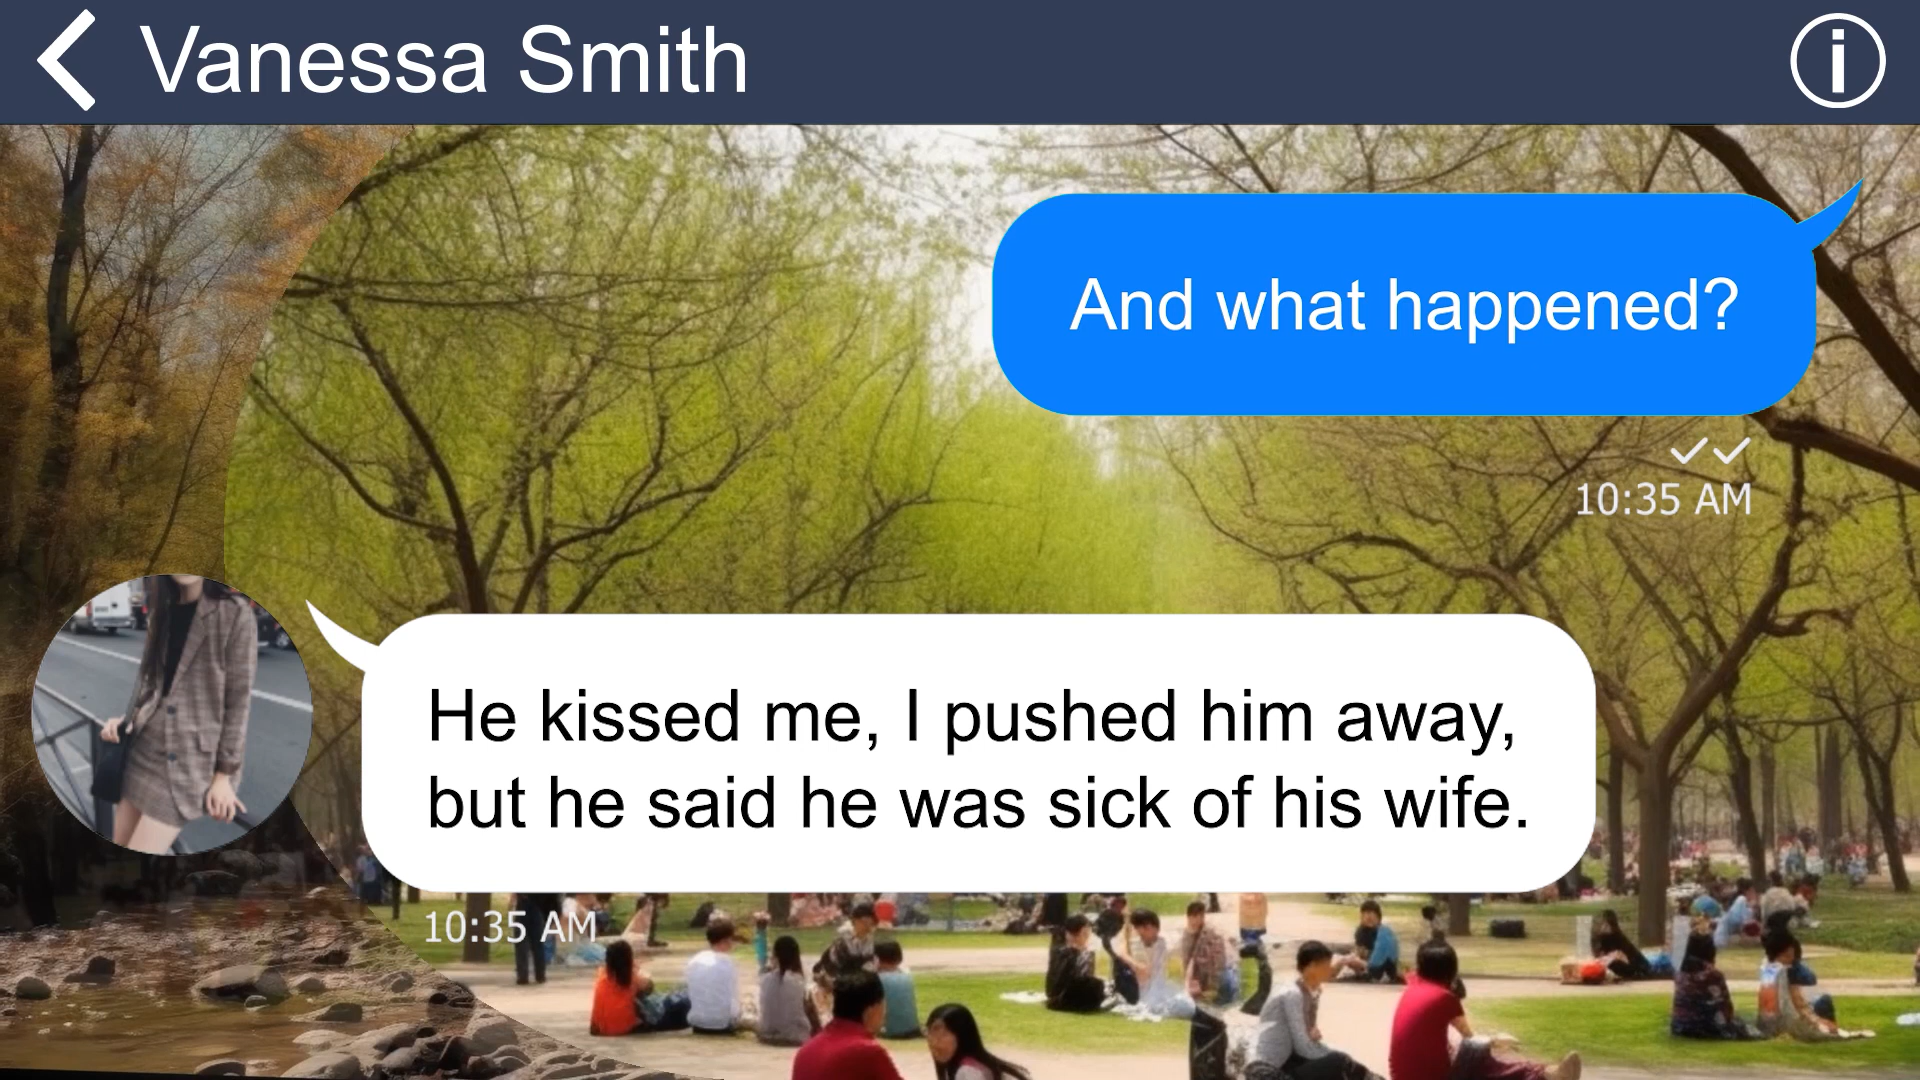 Vanessa Smith
And what happened?
10:35 AM
He kissed me, I pushed him away,
but he said he was sick of his wife.
10:35 AM